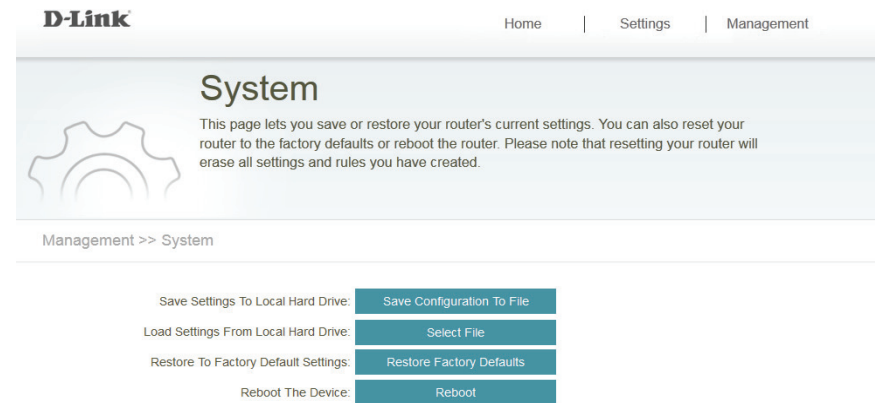 D-Link
Home | Settings | Management
System
This page lets you save or restore your router's current settings. You can also reset your
router to the factory defaults or reboot the router. Please note that resetting your router will
erase all settings and rules you have created.
Management >> System
Save Settings To Local Hard Drive: Save Configuration To File
Load Settings From Local Hard Drive: Select File
Restore To Factory Default Settings: Restore Factory Defaults
Reboot The Device: Reboot